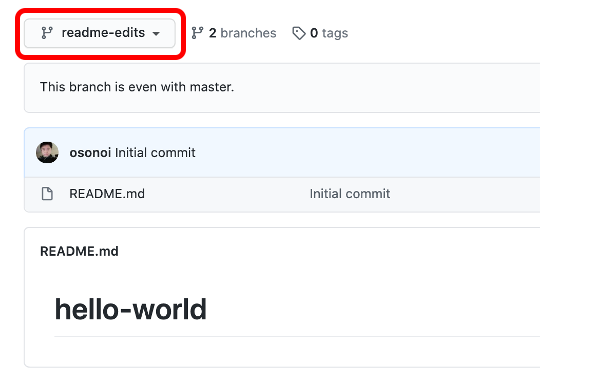 readme-edits 2 branches 0 tags
This branch is even with master.
osonoi Initial commit
README.md Initial commit
README.md
hello-world